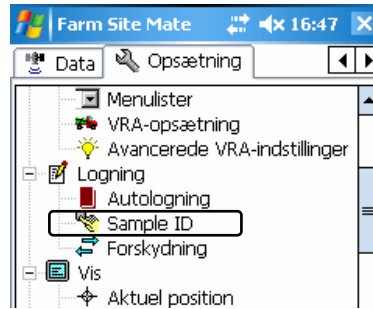 Farm Site Mate 16:47
Data Opsætning
Menulister
VRA-opsætning
Avancerede VRA-indstillinger
Logning
Autologning
Sample ID
Forskydning
Vis
Aktuel position